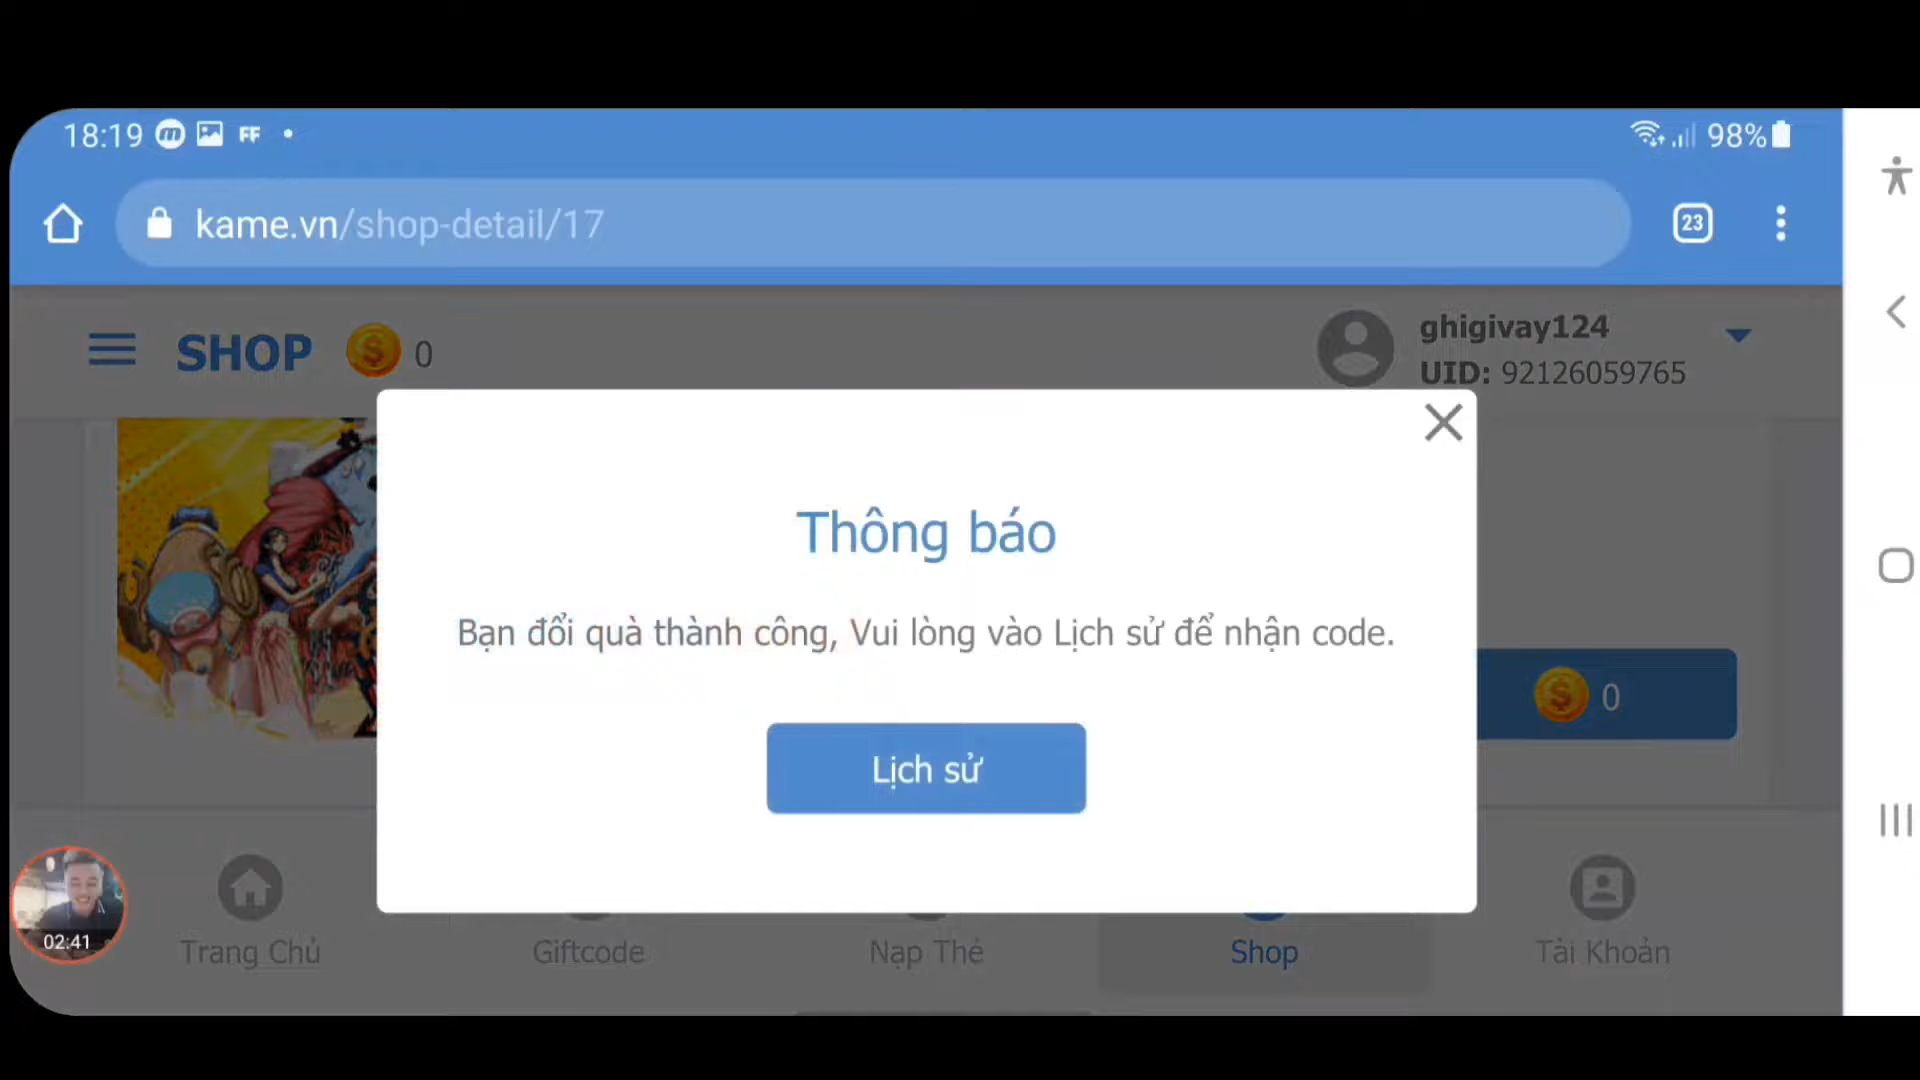 18:19 FF 98%
kame.vn/shop-detail/17
23
SHOP 0
ghigivay124
UID: 92126059765
Thông báo
Bạn đổi quà thành công, Vui lòng vào Lịch sử để nhận code.
0
Lịch sử
02:41
Trang Chủ
Giftcode
Nạp Thẻ
Shop
Tài Khoản